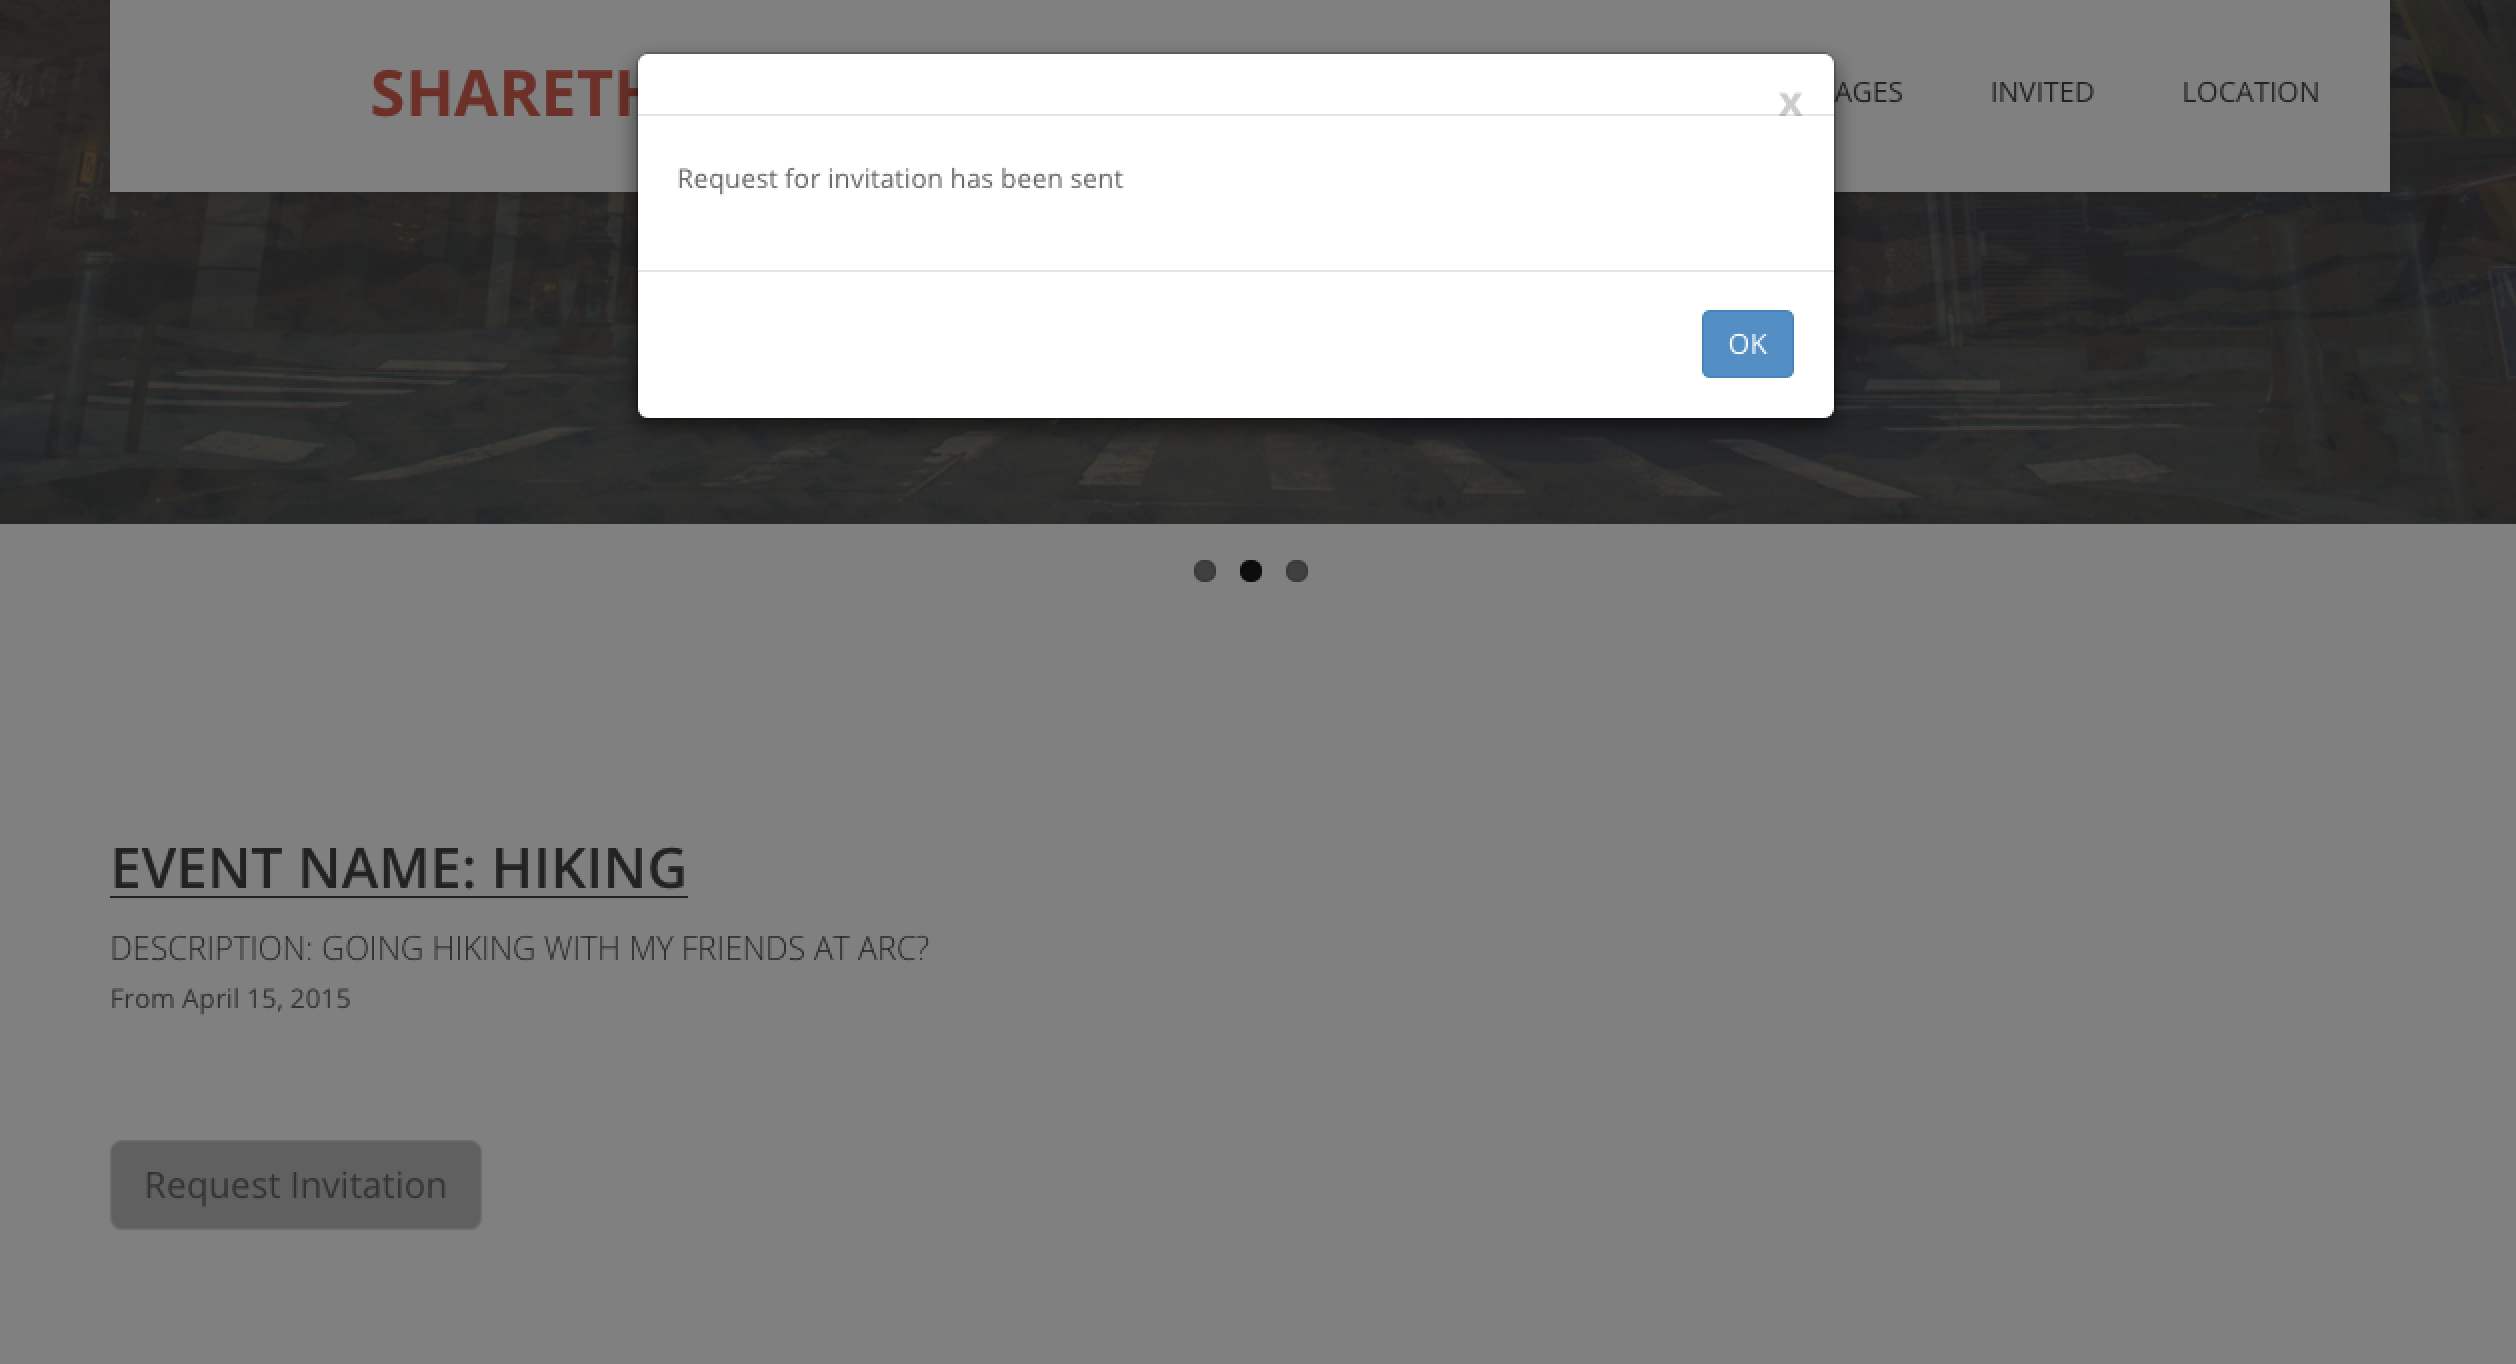 SHARETH
AGES
INVITED
LOCATION
x
Request for invitation has been sent
OK
EVENT NAME: HIKING
DESCRIPTION: GOING HIKING WITH MY FRIENDS AT ARC?
From April 15, 2015
Request Invitation